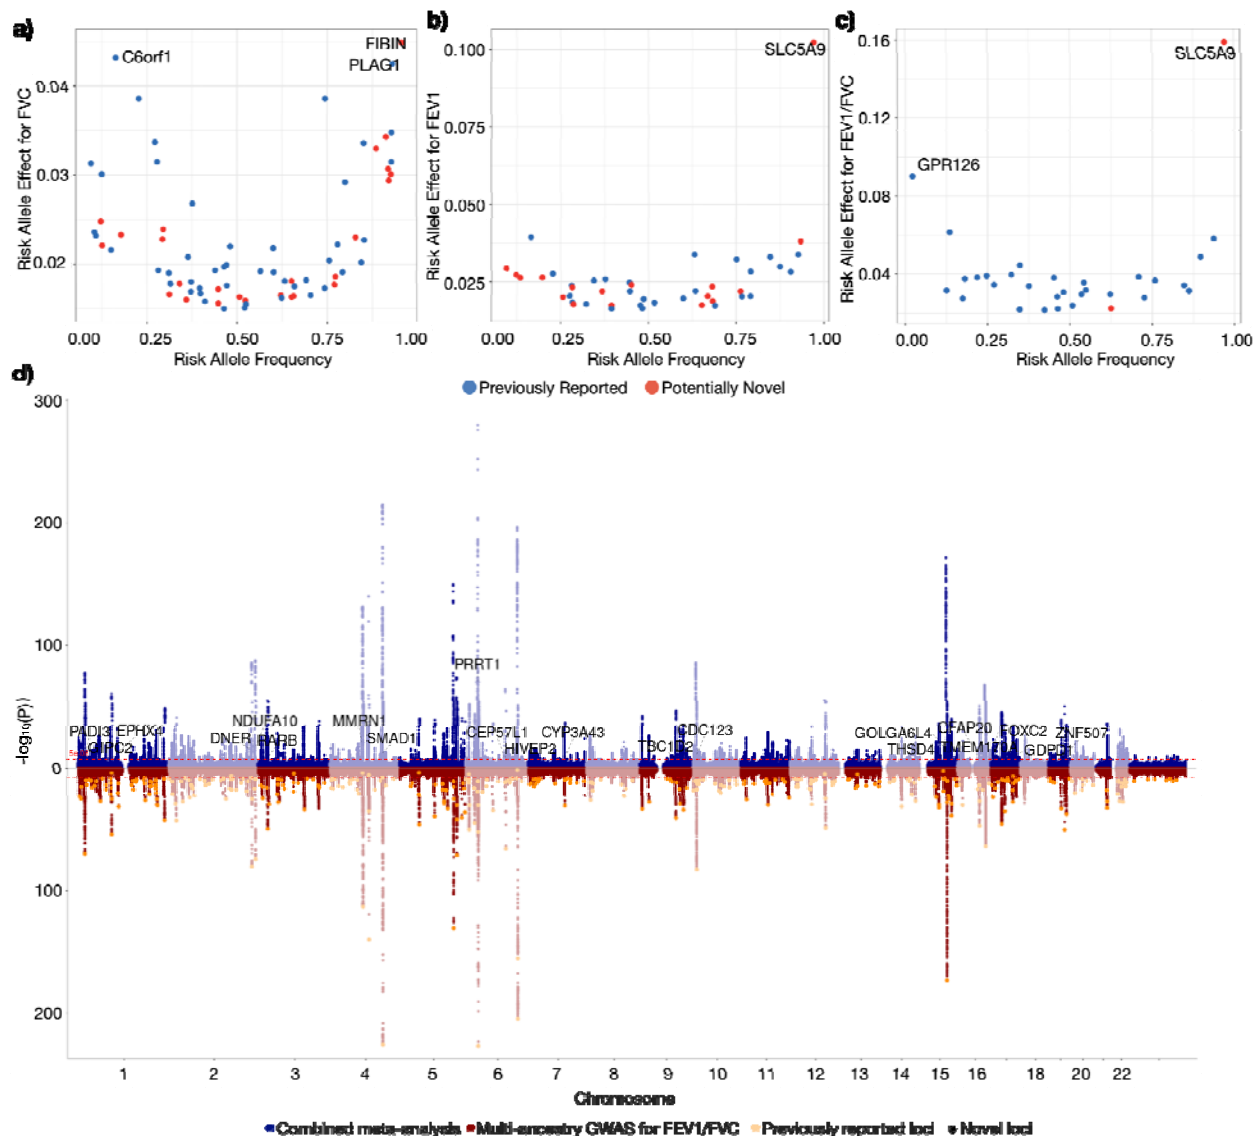 a)
b)
c)
FIRIN
C6orf1
PLAG1
0.04
0.03
0.02
Risk Allele Effect for FVC
0.00 0.25 0.50 0.75 1.00
Risk Allele Frequency
SLC5A9
0.100
0.075
0.050
0.025
Risk Allele Effect for FEV1
0.00 0.25 0.50 0.75 1.00
Risk Allele Frequency
SLC5A9
GPR126
0.16
0.12
0.08
0.04
Risk Allele Effect for FEV1/FVC
0.00 0.25 0.50 0.75 1.00
Risk Allele Frequency
d)
Previously Reported Potentially Novel
300
200
100
0
100
200
-log₁₀(P)
PRRT1
NDUFA10 MMRN1
PADI3 EPHX4 DNER SMAD1 CEP57L1 CYP3A43 CDC123 GOLGA6L4 CFAP20 FOXC2 ZNF507
HIVEP2 TBC1D2 THSD4 GDPD1
1 2 3 4 5 6 7 8 9 10 11 12 13 14 15 16 18 20 22
Chromosome
Combined meta-analysis Multi-ancestry GWAS for FEV1/FVC Previously reported loci Novel loci